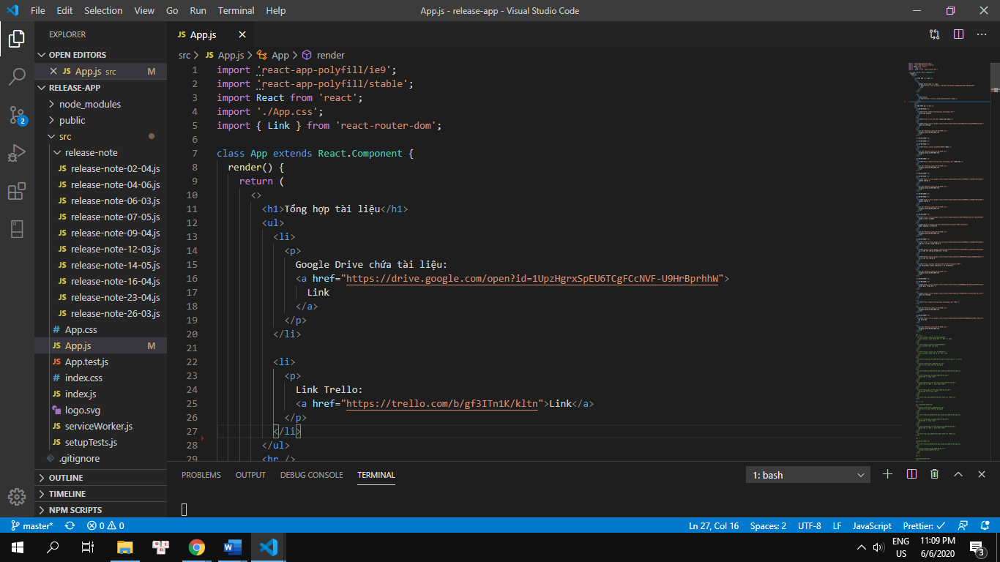 File Edit Selection View Go Run Terminal Help App.js - release-app - Visual Studio Code
EXPLORER
OPEN EDITORS
JS App.js src M
RELEASE-APP
node_modules
public
src
release-note
JS release-note-02-04.js
JS release-note-04-06.js
JS release-note-06-03.js
JS release-note-07-05.js
JS release-note-09-04.js
JS release-note-12-03.js
JS release-note-14-05.js
JS release-note-16-04.js
JS release-note-23-04.js
JS release-note-26-03.js
# App.css
JS App.js M
JS App.test.js
# index.css
JS index.js
logo.svg
JS serviceWorker.js
JS setupTests.js
.gitignore
OUTLINE
TIMELINE
NPM SCRIPTS
2
JS App.js
src > JS App.js > App > render
1 import 'react-app-polyfill/ie9';
2 import 'react-app-polyfill/stable';
3 import React from 'react';
4 import './App.css';
5 import { Link } from 'react-router-dom';
6
7 class App extends React.Component {
8 render() {
9 return (
10 <>
11 <h1>Tổng hợp tài liệu</h1>
12 <ul>
13 <li>
14 <p>
15 Google Drive chứa tài liệu:
16 <a href="https://drive.google.com/open?id=1UpzHgrxSpEU6TCgFCcNVF-U9HrBprhhW">
17 Link
18 </a>
19 </p>
20 </li>
21
22 <li>
23 <p>
24 Link Trello:
25 <a href="https://trello.com/b/gf3ITn1K/kltn">Link</a>
26 </p>
27 </li>
28 </ul>
29 <hr />
PROBLEMS OUTPUT DEBUG CONSOLE TERMINAL 1: bash
master* 0 0 Ln 27, Col 16 Spaces: 2 UTF-8 LF JavaScript Prettier: ✓
ENG 11:09 PM
US 6/6/2020
3